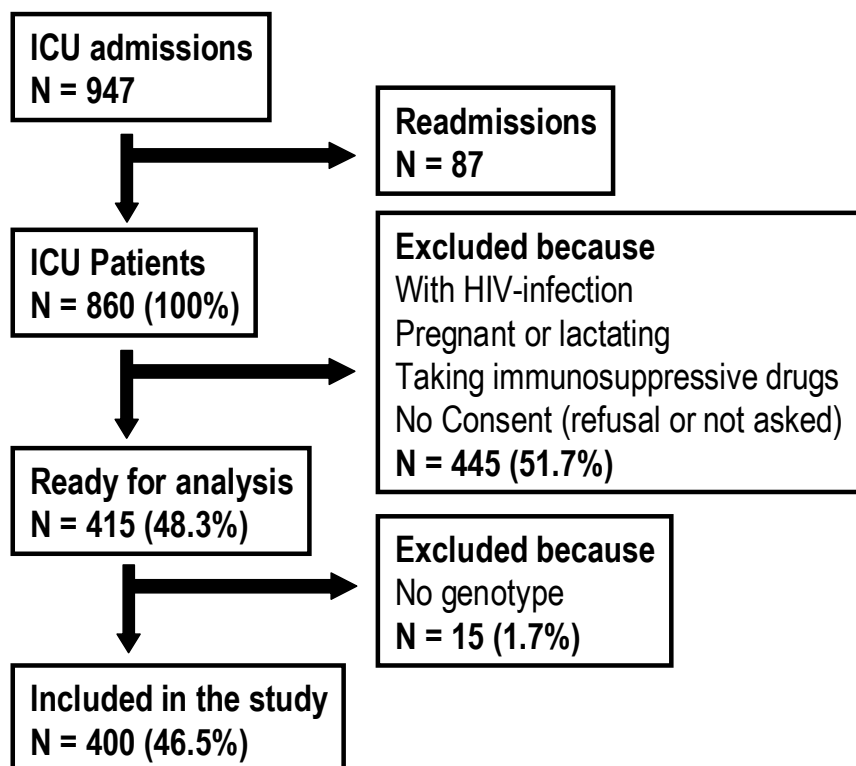 ICU admissions
N = 947
Readmissions
N = 87
ICU Patients
N = 860 (100%)
Excluded because
With HIV-infection
Pregnant or lactating
Taking immunosuppressive drugs
No Consent (refusal or not asked)
N = 445 (51.7%)
Ready for analysis
N = 415 (48.3%)
Excluded because
No genotype
N = 15 (1.7%)
Included in the study
N = 400 (46.5%)